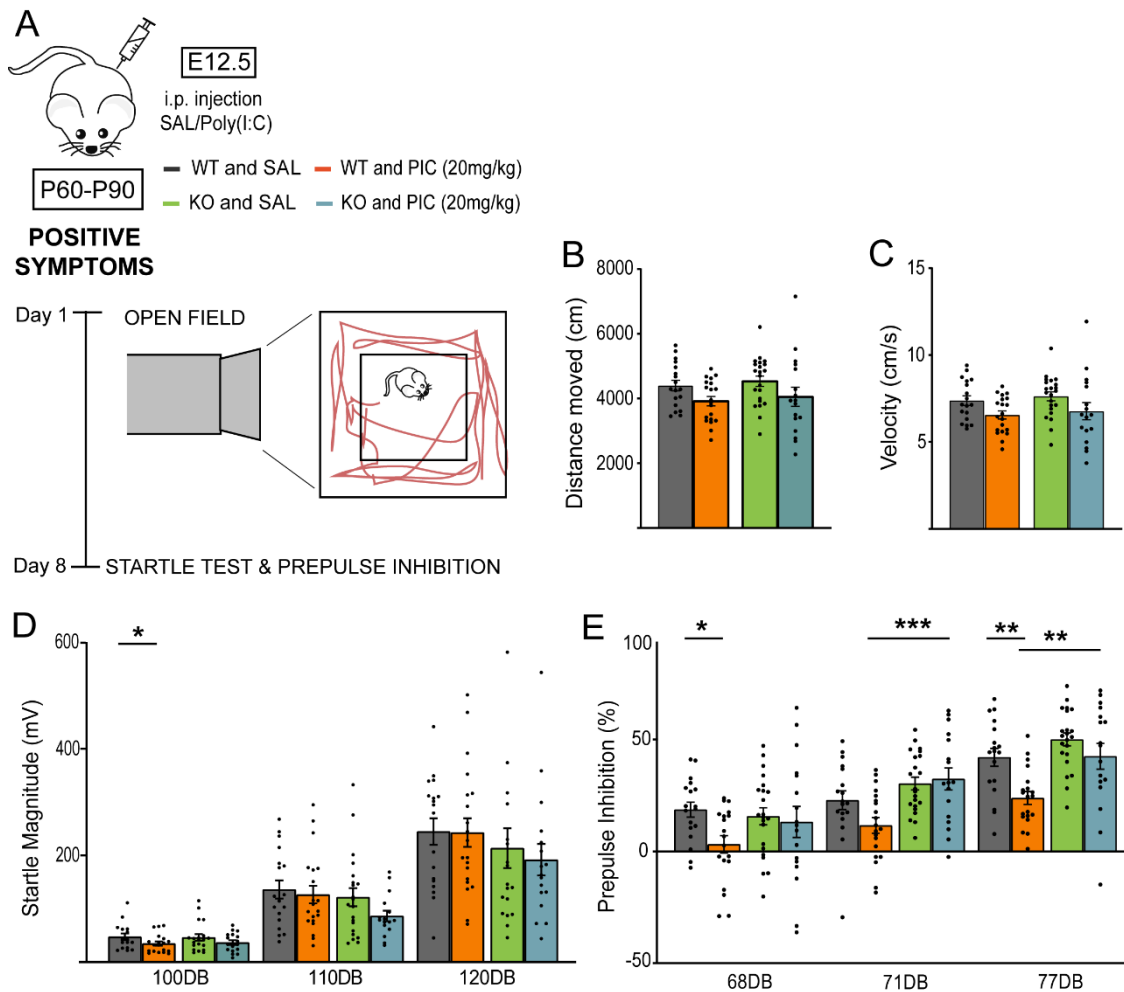 A
E12.5
i.p. injection
SAL/Poly(I:C)
WT and SAL
WT and PIC (20mg/kg)
KO and SAL
KO and PIC (20mg/kg)
P60-P90
POSITIVE
SYMPTOMS
Day 1
OPEN FIELD
Day 8
STARTLE TEST & PREPULSE INHIBITION
B
Distance moved (cm)
8000
6000
4000
2000
C
Velocity (cm/s)
15
10
5
D
Startle Magnitude (mV)
600
400
200
*
100DB
110DB
120DB
E
Prepulse Inhibition (%)
100
50
0
-50
*
***
**
**
68DB
71DB
77DB